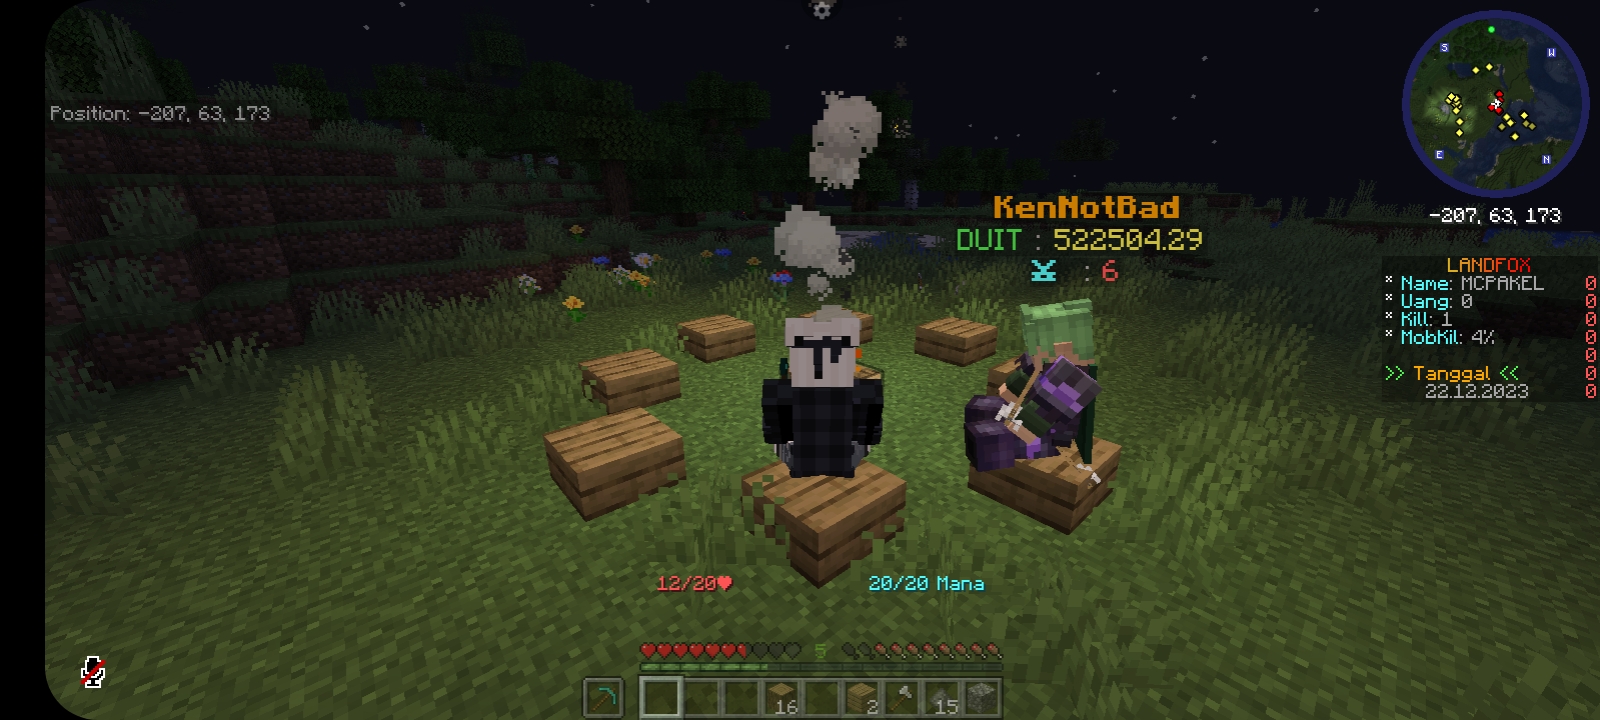 Position: -207, 63, 173
S
W
E
N
-207, 63, 173
KenNotBad
DUIT : 522504.29
: 6
LANDFOX
* Name: MCPAKEL 0
* Uang: 0 0
* Kill: 1 0
* MobKil: 4% 0
0
>> Tanggal << 0
22.12.2023 0
12/20♥
20/20 Mana
5
16
2
15